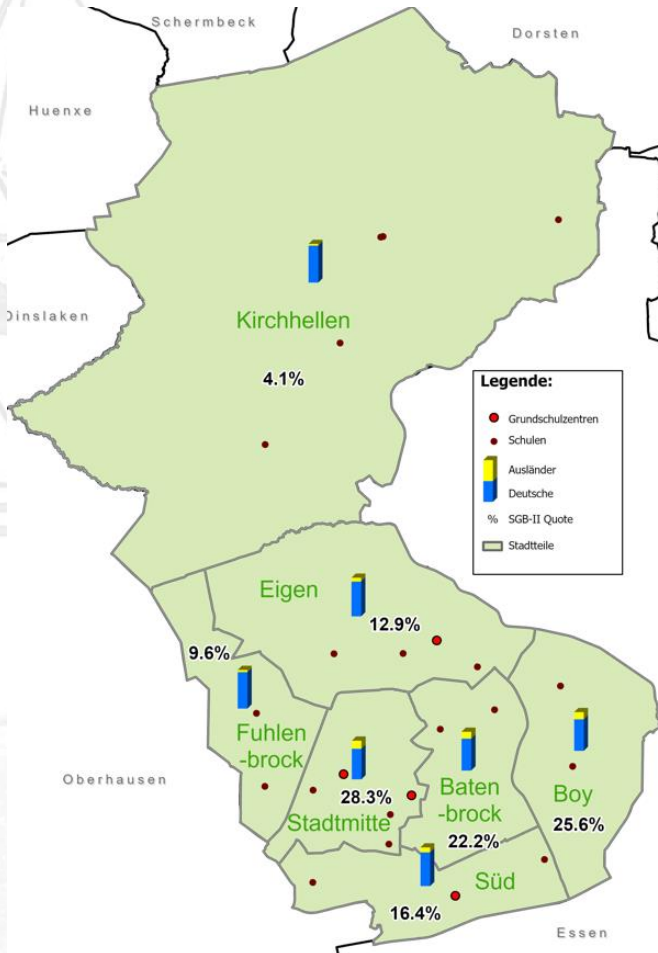 Schermbeck
Dorsten
Huenxe
Dinslaken
Kirchhellen
4.1%
Legende:
Grundschulzentren
Schulen
Ausländer
Deutsche
% SGB-II Quote
Stadtteile
Eigen
12.9%
9.6%
Fuhlen
-brock
Oberhausen
28.3%
Stadtmitte
Baten
-brock
22.2%
Boy
25.6%
Süd
16.4%
Essen